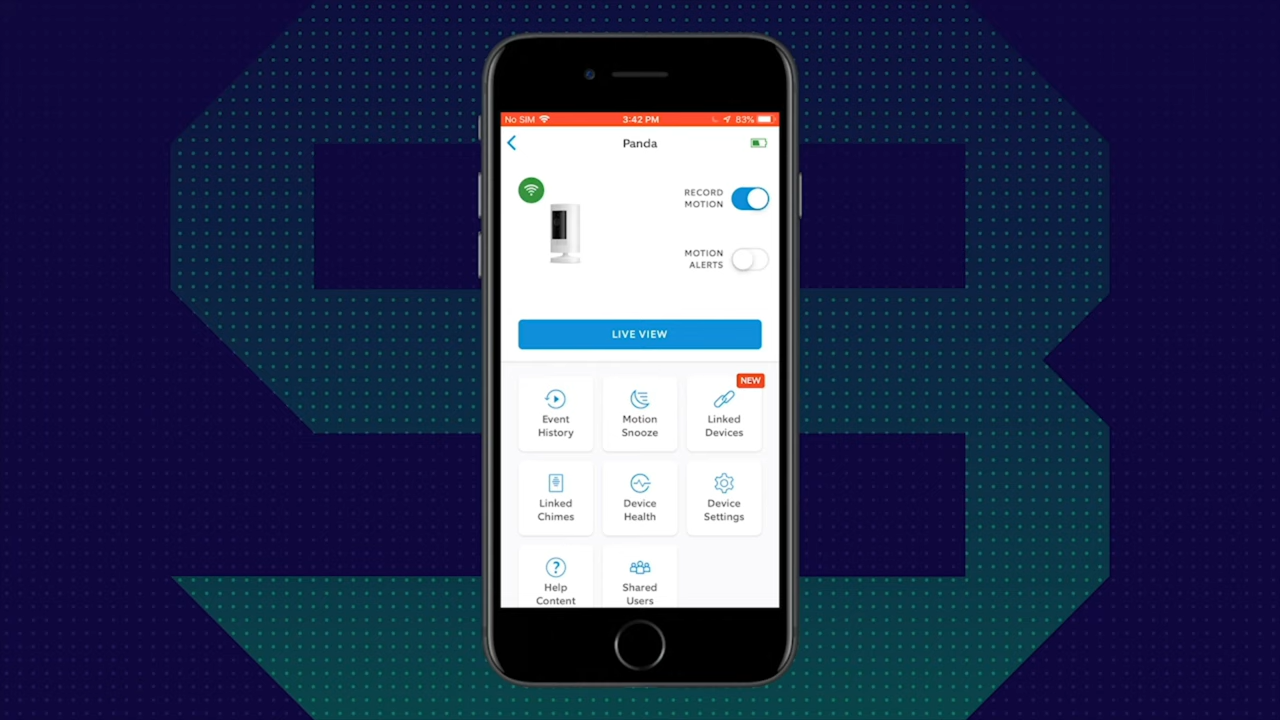 No SIM 3:42 PM 83%
Panda
RECORD
MOTION
MOTION
ALERTS
LIVE VIEW
NEW
Event
History
Motion
Snooze
Linked
Devices
Linked
Chimes
Device
Health
Device
Settings
?
Help
Content
Shared
Users